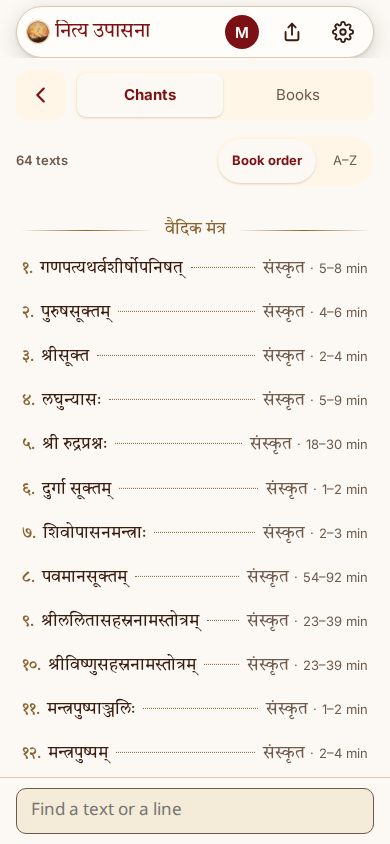 नित्य उपासना
M
Chants
Books
64 texts
Book order
A–Z
वैदिक मंत्र
१. गणपत्यथर्वशीर्षोपनिषत् संस्कृत · 5–8 min
२. पुरुषसूक्तम् संस्कृत · 4–6 min
३. श्रीसूक्त संस्कृत · 2–4 min
४. लघुन्यासः संस्कृत · 5–9 min
५. श्री रुद्रप्रश्नः संस्कृत · 18–30 min
६. दुर्गा सूक्तम् संस्कृत · 1–2 min
७. शिवोपासनमन्त्राः संस्कृत · 2–3 min
८. पवमानसूक्तम् संस्कृत · 54–92 min
९. श्रीललितासहस्रनामस्तोत्रम् संस्कृत · 23–39 min
१०. श्रीविष्णुसहस्रनामस्तोत्रम् संस्कृत · 23–39 min
११. मन्त्रपुष्पाञ्जलिः संस्कृत · 1–2 min
१२. मन्त्रपुष्पम् संस्कृत · 2–4 min
Find a text or a line